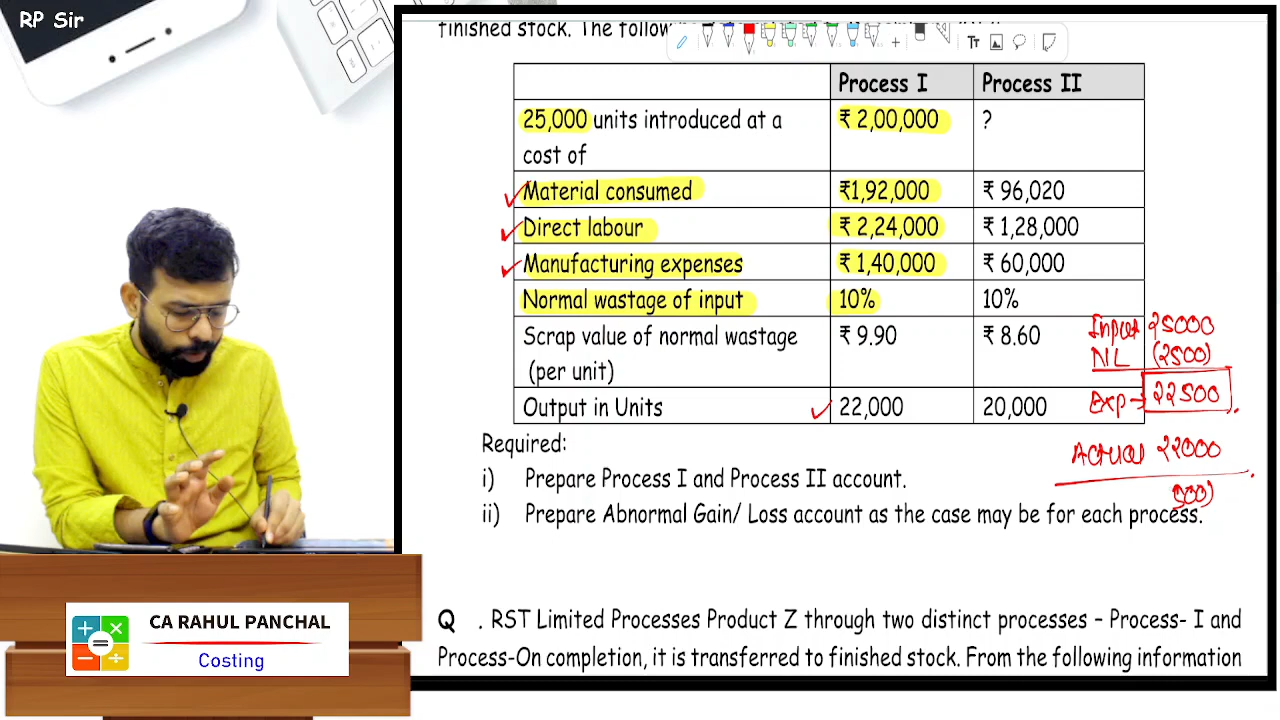 RP Sir
finished stock. The follow
Tт
Process I Process II
25,000 units introduced at a cost of ₹ 2,00,000 ?
Material consumed ₹1,92,000 ₹ 96,020
Direct labour ₹ 2,24,000 ₹ 1,28,000
Manufacturing expenses ₹ 1,40,000 ₹ 60,000
Normal wastage of input 10% 10%
Scrap value of normal wastage (per unit) ₹ 9.90 ₹ 8.60
Output in Units 22,000 20,000
Input 25000
NL (2500)
Exp → 22500
Actual 22000
Required:
i) Prepare Process I and Process II account.
ii) Prepare Abnormal Gain/ Loss account as the case may be for each process.
Q . RST Limited Processes Product Z through two distinct processes – Process- I and
Process-On completion, it is transferred to finished stock. From the following information
CA RAHUL PANCHAL
Costing